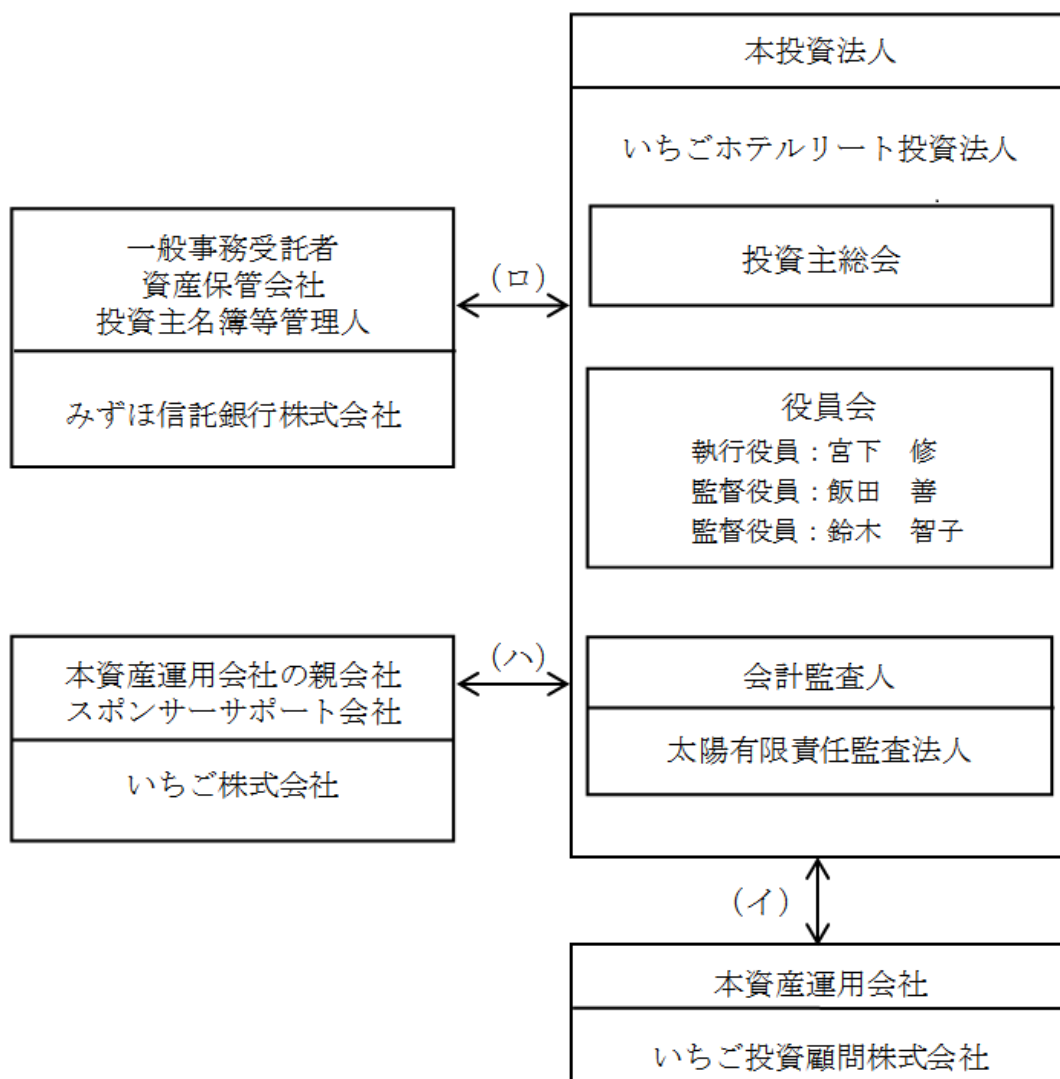 本投資法人
いちごホテルリート投資法人
投資主総会
役員会
執行役員：宮下　修
監督役員：飯田　善
監督役員：鈴木　智子
会計監査人
太陽有限責任監査法人
（ロ）
一般事務受託者
資産保管会社
投資主名簿等管理人
みずほ信託銀行株式会社
（ハ）
本資産運用会社の親会社
スポンサーサポート会社
いちご株式会社
（イ）
本資産運用会社
いちご投資顧問株式会社